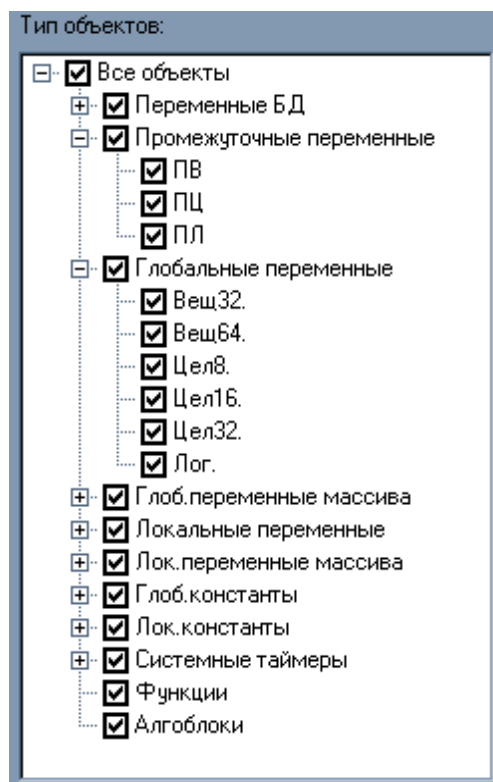 Тип объектов:
Все объекты
Переменные БД
Промежуточные переменные
ПВ
ПЦ
ПЛ
Глобальные переменные
Вещ32.
Вещ64.
Цел8.
Цел16.
Цел32.
Лог.
Глоб.переменные массива
Локальные переменные
Лок.переменные массива
Глоб.константы
Лок.константы
Системные таймеры
Функции
Алгоблоки